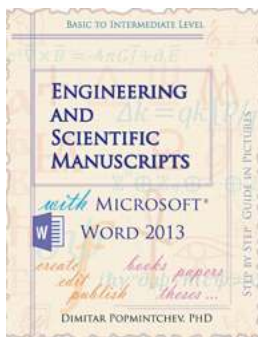 BASIC TO INTERMEDIATE LEVEL
ENGINEERING
AND
SCIENTIFIC
MANUSCRIPTS
with MICROSOFT®
WORD 2013
W
create
edit
publish
books papers
theses ...
STEP BY STEP GUIDE IN PICTURES
DIMITAR POPMINTCHEV, PHD